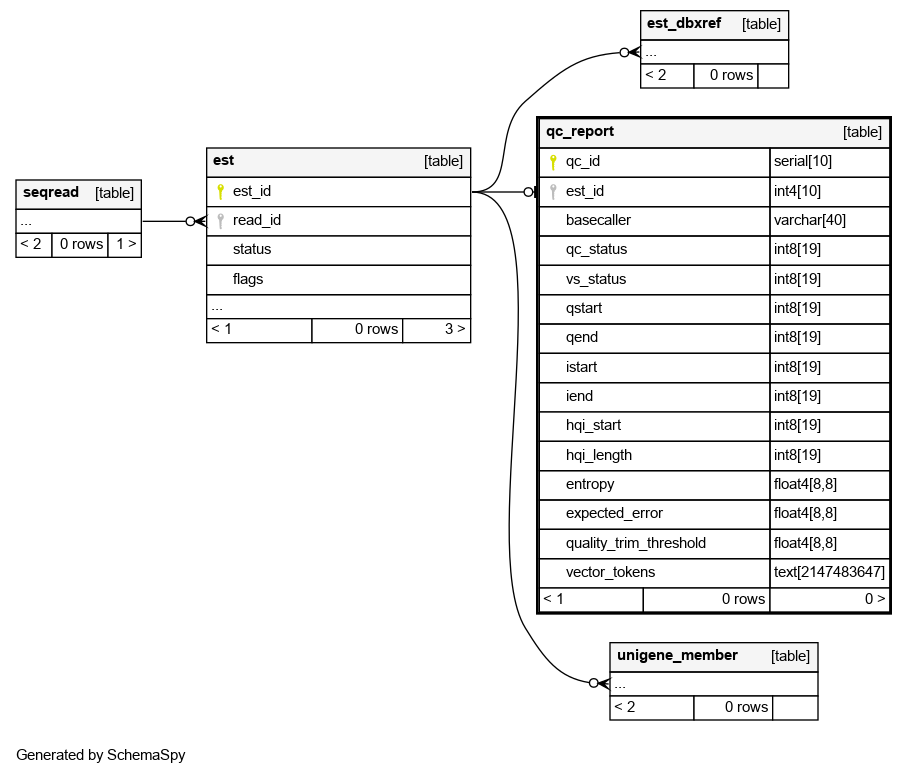 est_dbxref [table]
...
< 2 0 rows
qc_report [table]
qc_id serial[10]
est_id int4[10]
basecaller varchar[40]
qc_status int8[19]
vs_status int8[19]
qstart int8[19]
qend int8[19]
istart int8[19]
iend int8[19]
hqi_start int8[19]
hqi_length int8[19]
entropy float4[8,8]
expected_error float4[8,8]
quality_trim_threshold float4[8,8]
vector_tokens text[2147483647]
< 1 0 rows 0 >
est [table]
est_id
read_id
status
flags
...
< 1 0 rows 3 >
seqread [table]
...
< 2 0 rows 1 >
unigene_member [table]
...
< 2 0 rows
Generated by SchemaSpy